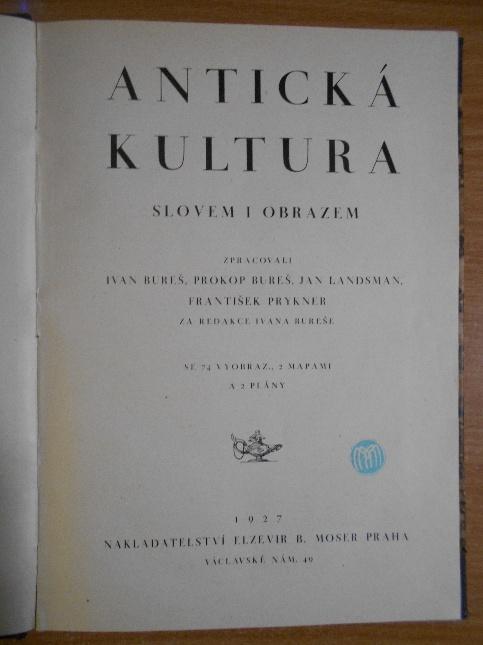 ANTICKÁ
KULTURA
SLOVEM I OBRAZEM
ZPRACOVALI
IVAN BUREŠ, PROKOP BUREŠ, JAN LANDSMAN,
FRANTIŠEK PRYKNER
ZA REDAKCE IVANA BUREŠE
SE 74 VYOBRAZ., 2 MAPAMI
A 2 PLÁNY
1927
NAKLADATELSTVÍ ELZEVIR B. MOSER PRAHA
VÁCLAVSKÉ NÁM. 49